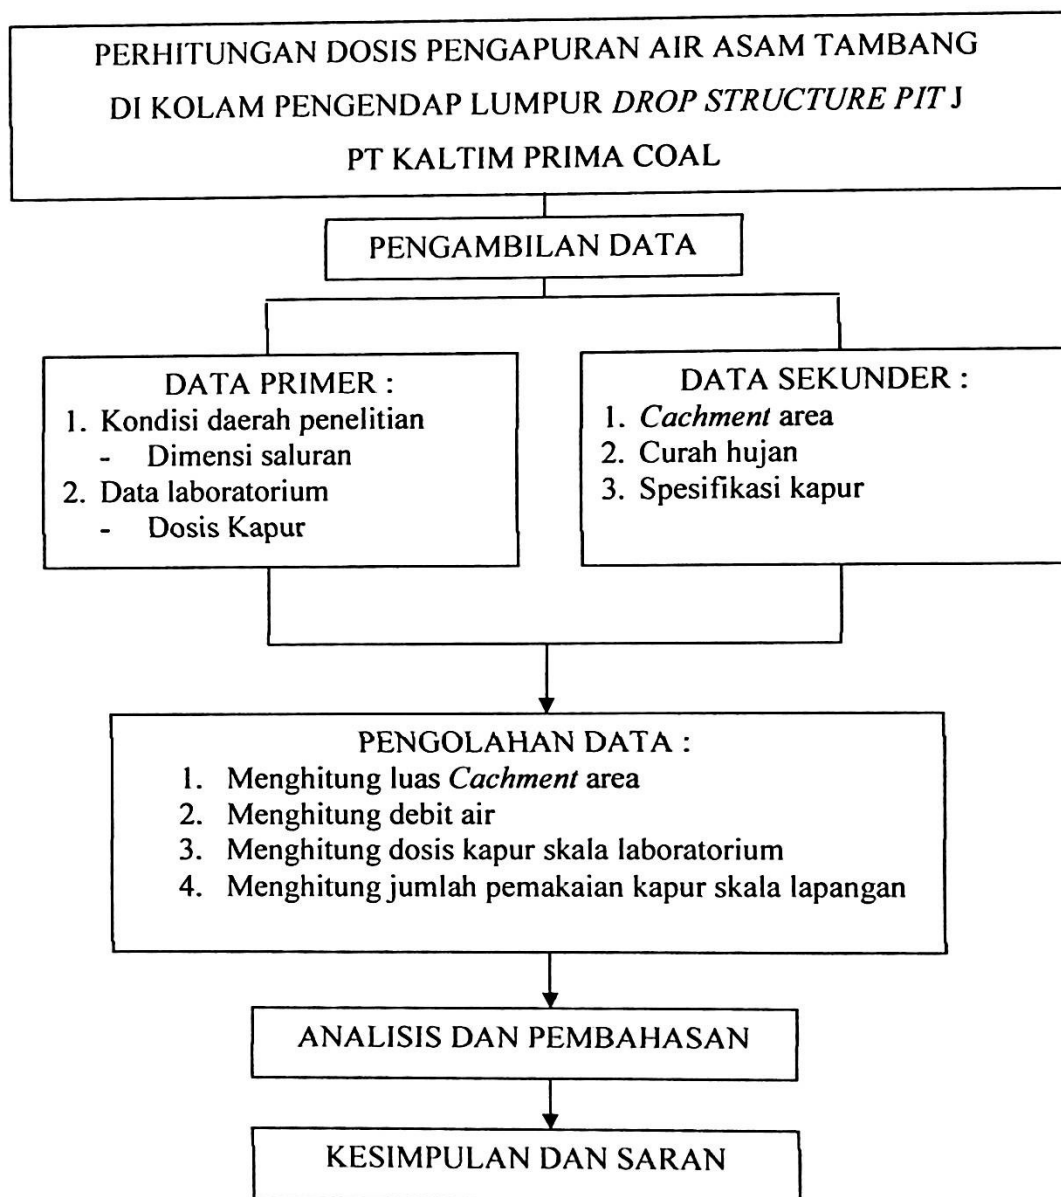 PERHITUNGAN DOSIS PENGAPURAN AIR ASAM TAMBANG
DI KOLAM PENGENDAP LUMPUR DROP STRUCTURE PIT J
PT KALTIM PRIMA COAL
PENGAMBILAN DATA
DATA PRIMER :
1. Kondisi daerah penelitian
- Dimensi saluran
2. Data laboratorium
- Dosis Kapur
DATA SEKUNDER :
1. Cachment area
2. Curah hujan
3. Spesifikasi kapur
PENGOLAHAN DATA :
1. Menghitung luas Cachment area
2. Menghitung debit air
3. Menghitung dosis kapur skala laboratorium
4. Menghitung jumlah pemakaian kapur skala lapangan
ANALISIS DAN PEMBAHASAN
KESIMPULAN DAN SARAN